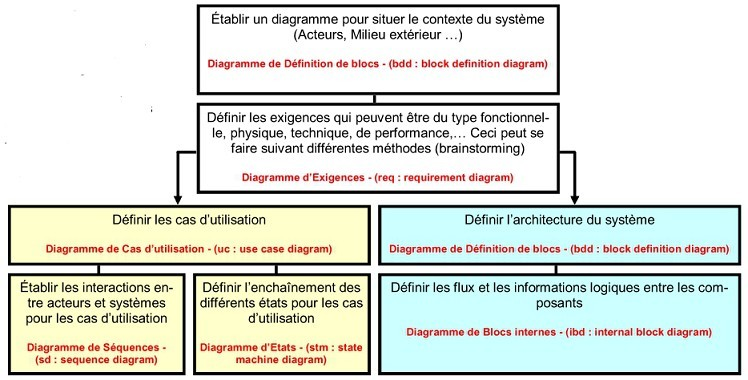 Établir un diagramme pour situer le contexte du système
(Acteurs, Milieu extérieur …)
Diagramme de Définition de blocs - (bdd : block definition diagram)
Définir les exigences qui peuvent être du type fonctionnel-
le, physique, technique, de performance,… Ceci peut se
faire suivant différentes méthodes (brainstorming)
Diagramme d'Exigences - (req : requirement diagram)
Définir les cas d'utilisation
Diagramme de Cas d'utilisation - (uc : use case diagram)
Définir l'architecture du système
Diagramme de Définition de blocs - (bdd : block definition diagram)
Établir les interactions en-
tre acteurs et systèmes
pour les cas d'utilisation
Diagramme de Séquences -
(sd : sequence diagram)
Définir l'enchaînement des
différents états pour les cas
d'utilisation
Diagramme d'Etats - (stm : state
machine diagram)
Définir les flux et les informations logiques entre les com-
posants
Diagramme de Blocs internes - (ibd : internal block diagram)